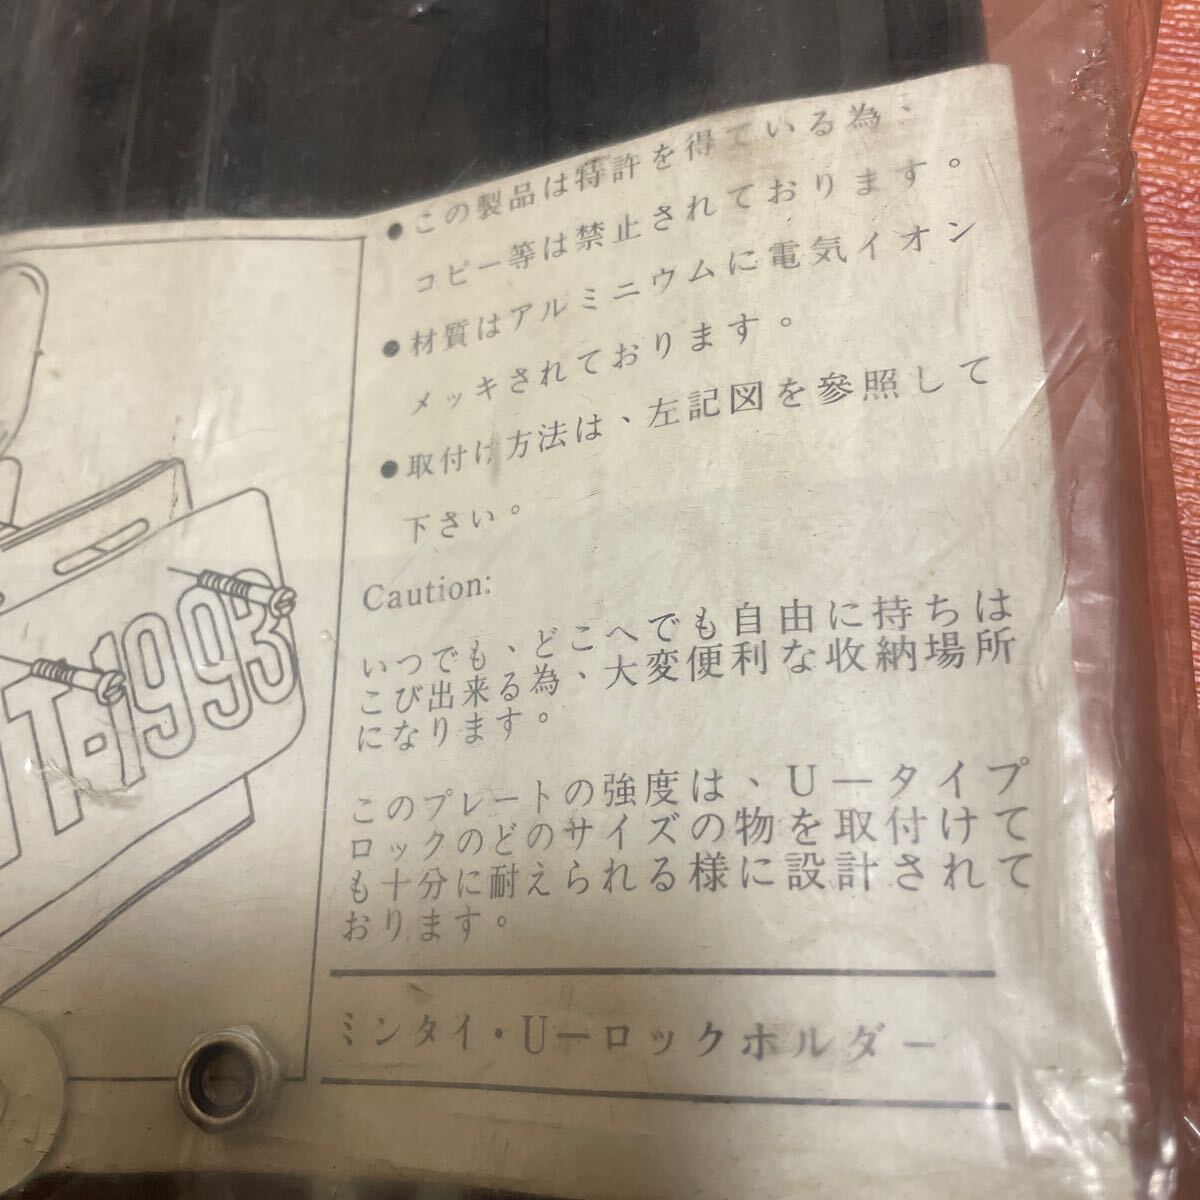 ●この製品は特許を得ている為、
コピー等は禁止されております。
●材質はアルミニウムに電気イオン
メッキされております。
●取付け方法は、左記図を参照して
下さい。
Caution:
いつでも、どこへでも自由に持ちは
こび出来る為、大変便利な収納場所
になります。
このプレートの強度は、Uータイプ
ロックのどのサイズの物を取付けて
も十分に耐えられる様に設計されて
おります。
ミンタイ・Uーロックホルダー
T-1993